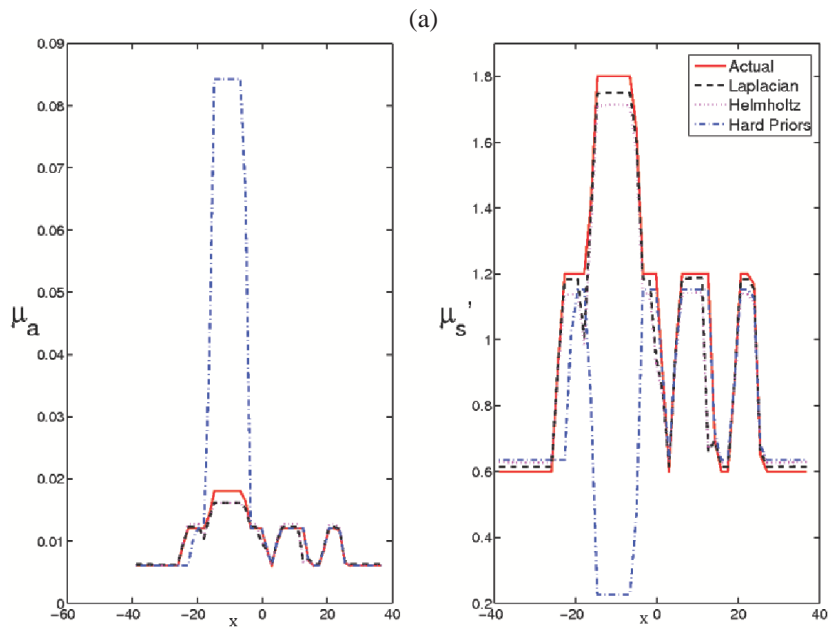 (a)
0.09
0.08
0.07
0.06
0.05
0.04
0.03
0.02
0.01
0
μa
-60 -40 -20 0 20 40
x
1.8
1.6
1.4
1.2
1
0.8
0.6
0.4
0.2
μs'
-40 -20 0 20 40
x
Actual
Laplacian
Helmholtz
Hard Priors